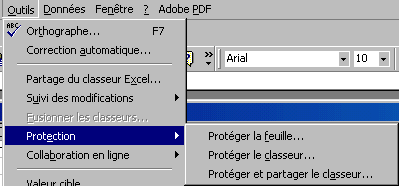 Outils Données Fenêtre ? Adobe PDF
ABC Orthographe... F7
Correction automatique...
Arial 10
Partage du classeur Excel...
Suivi des modifications
Fusionner les classeurs...
Protection
Protéger la feuille...
Collaboration en ligne
Protéger le classeur...
Protéger et partager le classeur...
Valeur cible